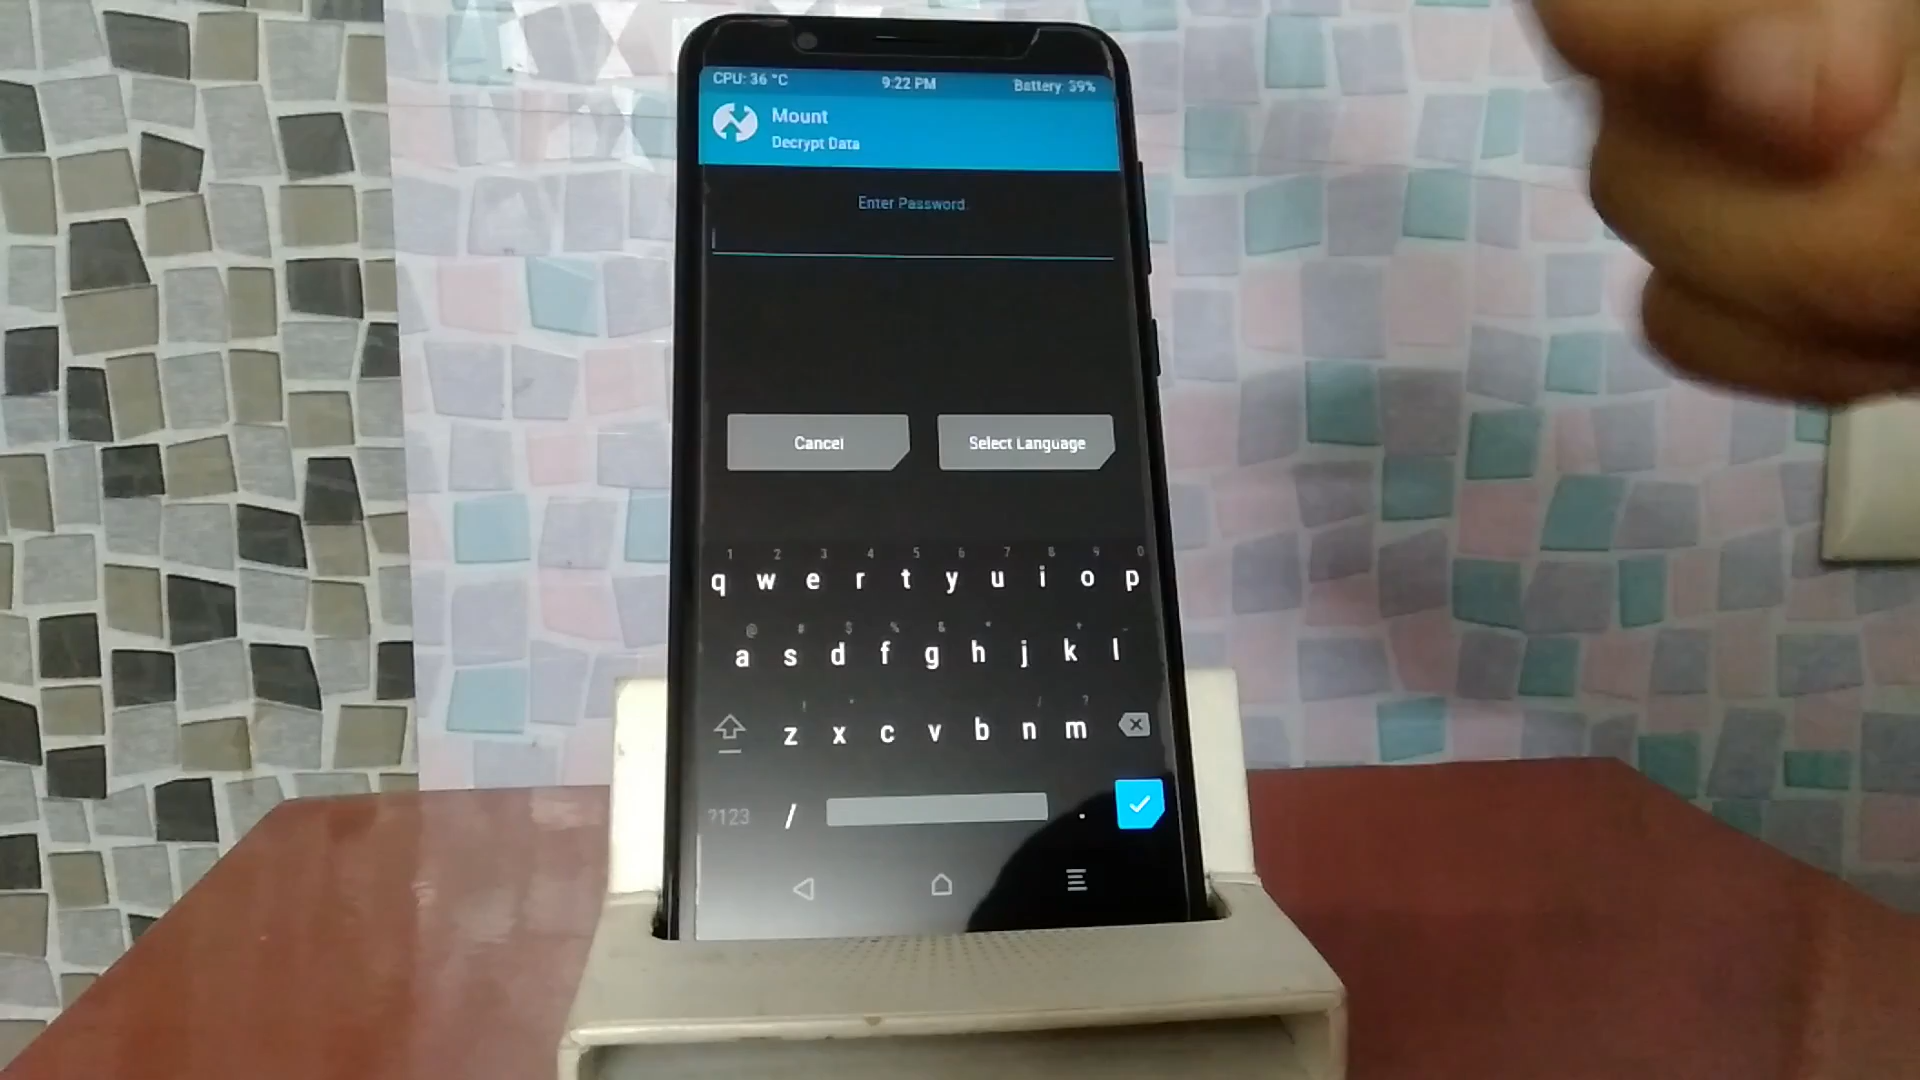 CPU: 36 °C 9:22 PM Battery: 39%
Mount
Decrypt Data
Enter Password.
Cancel Select Language
1 2 3 4 5 6 7 8 9 0
q w e r t y u i o p
@ # $ % & * + -
a s d f g h j k l
! / ?
z x c v b n m
?123 / .